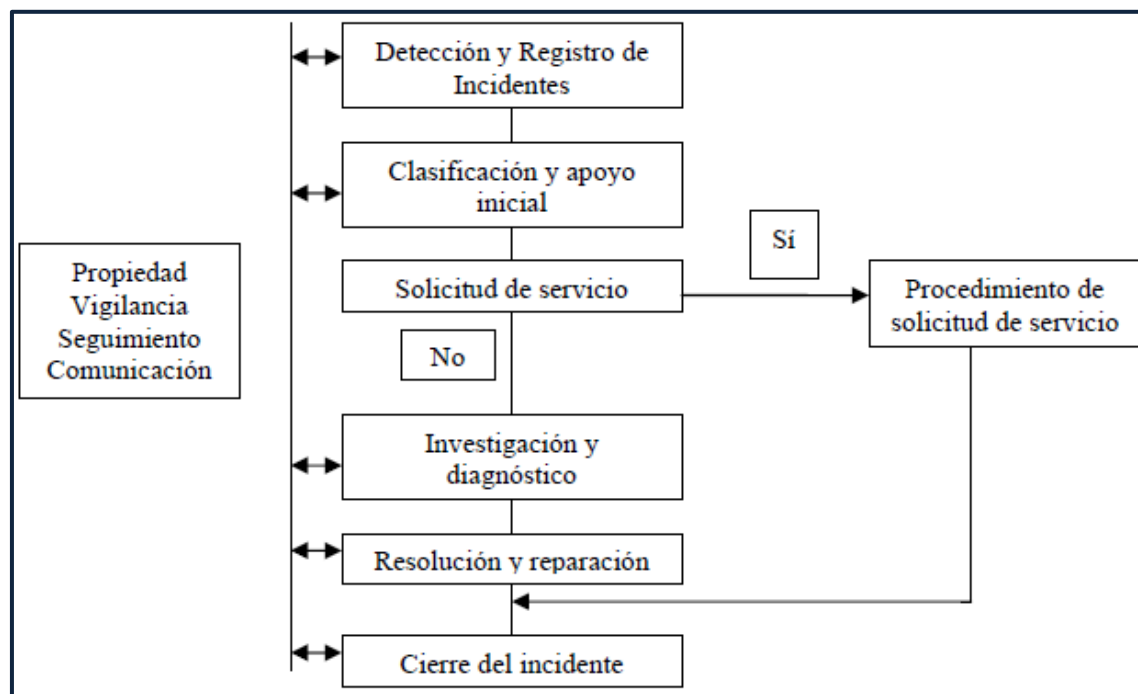 Detección y Registro de
Incidentes
Clasificación y apoyo
inicial
Sí
Solicitud de servicio
Procedimiento de
solicitud de servicio
Propiedad
Vigilancia
Seguimiento
Comunicación
No
Investigación y
diagnóstico
Resolución y reparación
Cierre del incidente